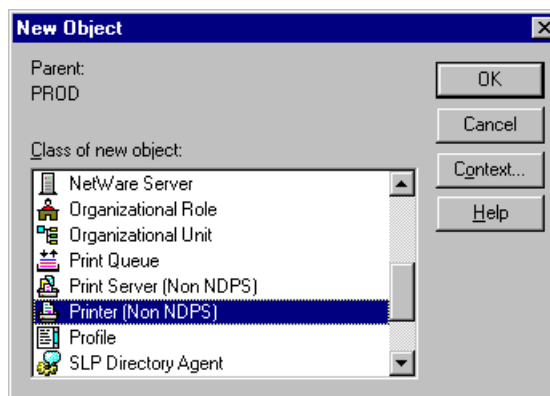 New Object
Parent:
PROD
Class of new object:
NetWare Server
Organizational Role
Organizational Unit
Print Queue
Print Server (Non NDPS)
Printer (Non NDPS)
Profile
SLP Directory Agent
OK
Cancel
Context...
Help